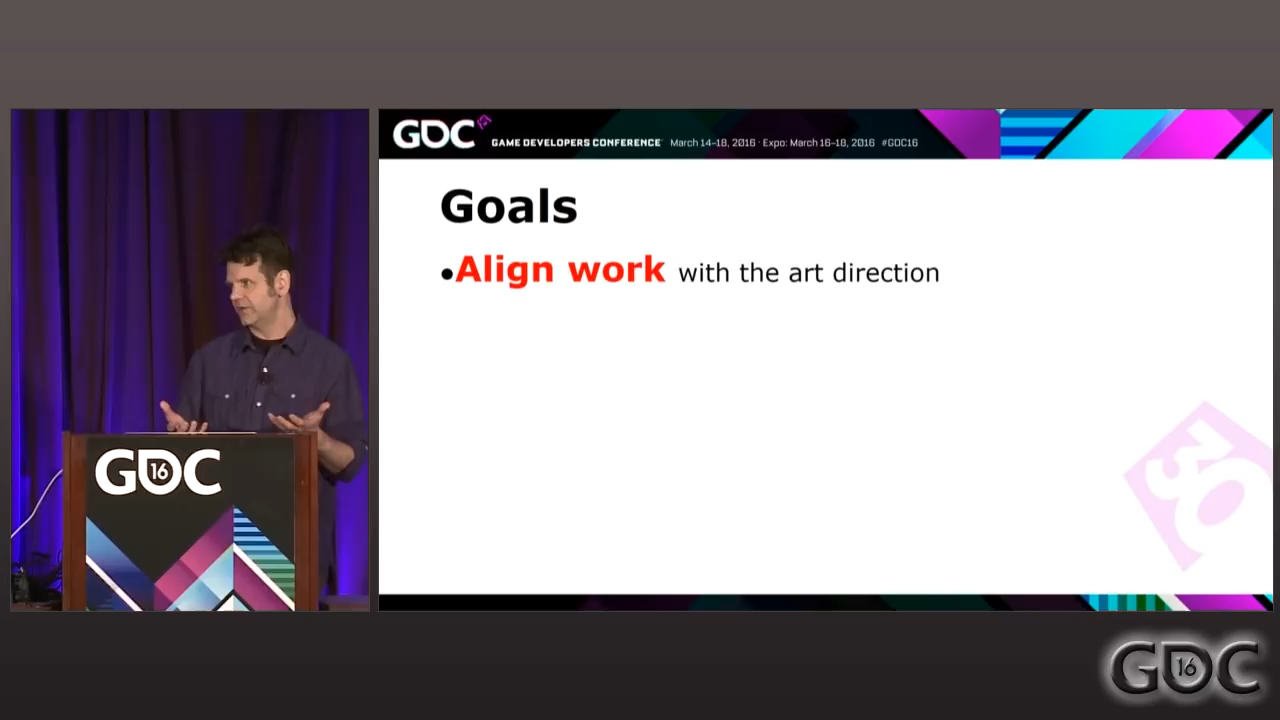 GDC
GAME DEVELOPERS CONFERENCE March 14–18, 2016 · Expo: March 16–18, 2016 #GDC16
Goals
•Align work with the art direction
30
GDC 16
GDC 16